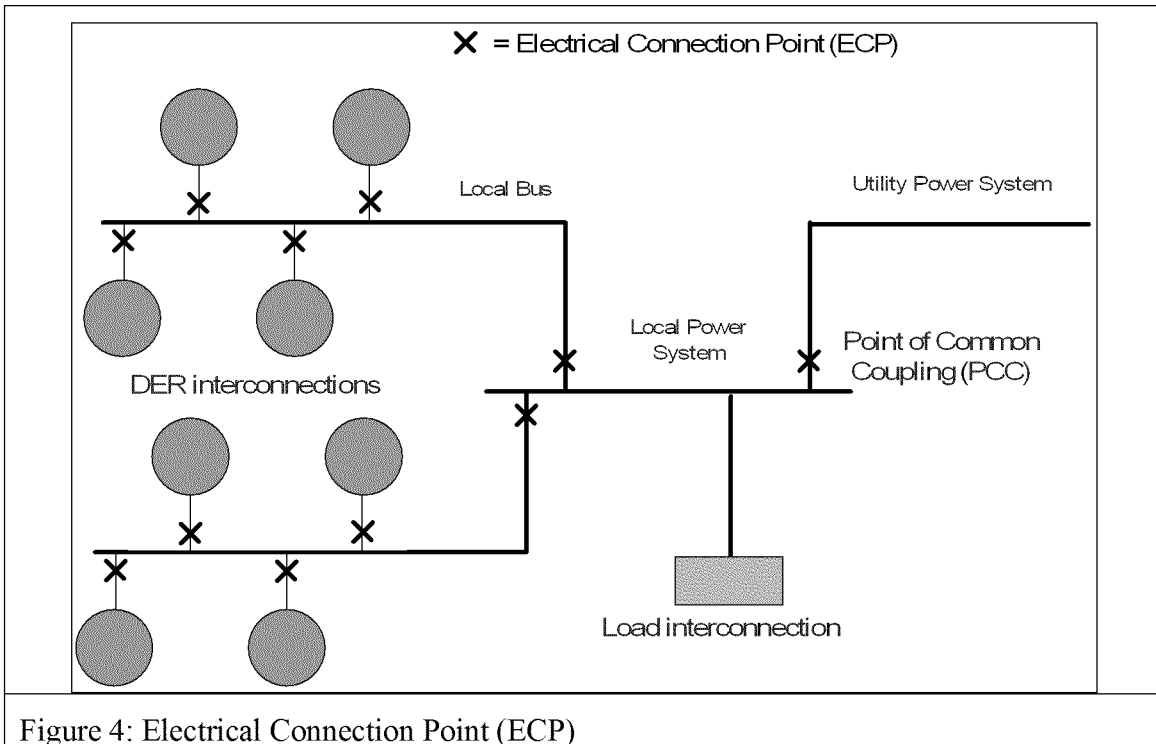 X = Electrical Connection Point (ECP)
Local Bus
Utility Power System
Local Power
System
Point of Common
Coupling (PCC)
DER interconnections
Load interconnection
Figure 4: Electrical Connection Point (ECP)